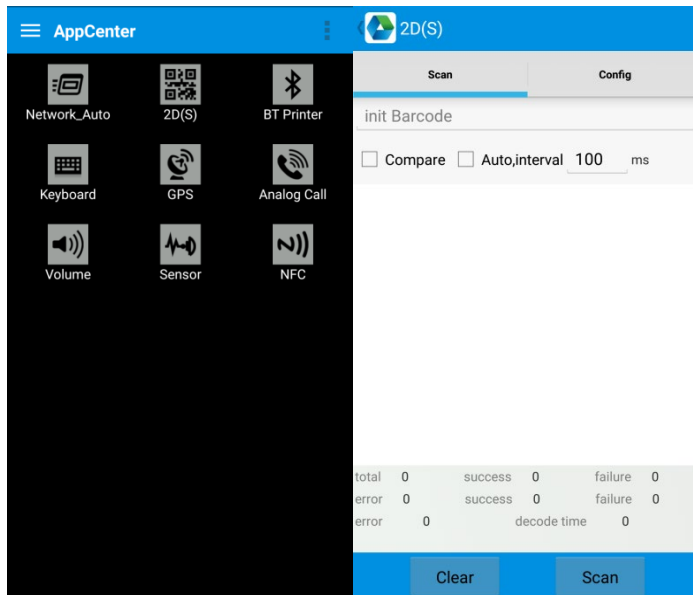 AppCenter
Network_Auto 2D(S) BT Printer
Keyboard GPS Analog Call
Volume Sensor NFC
2D(S)
Scan Config
init Barcode
Compare Auto,interval 100 ms
total 0 success 0 failure 0
error 0 success 0 failure 0
error 0 decode time 0
Clear Scan